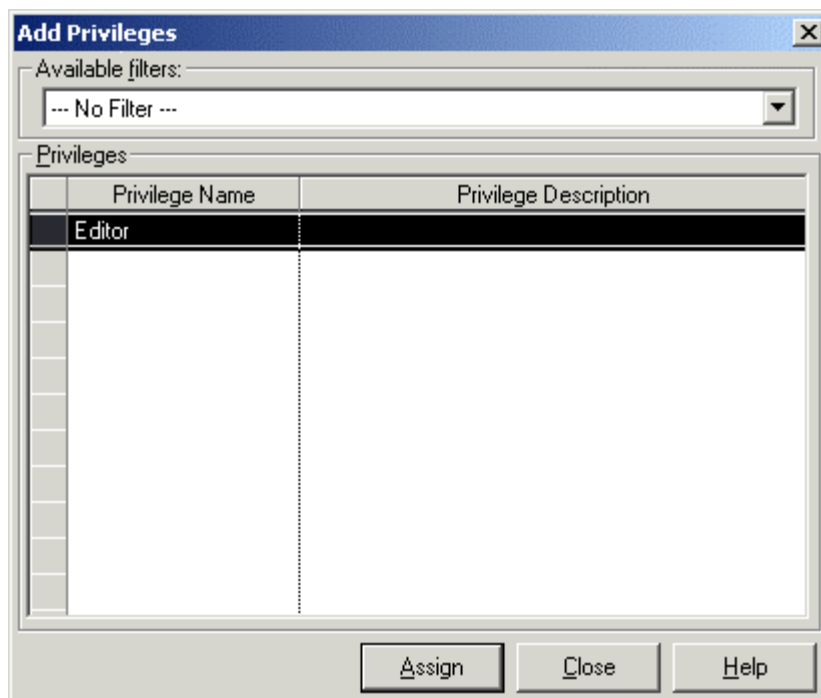 Add Privileges
Available filters:
--- No Filter ---
Privileges
Privilege Name Privilege Description
Editor
Assign Close Help